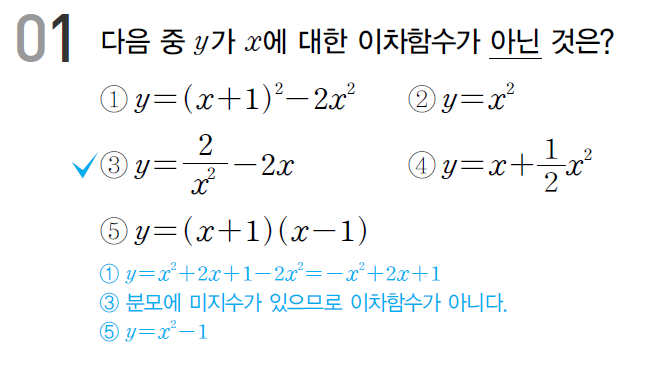 01 다음 중 y가 x에 대한 이차함수가 아닌 것은?
① y=(x+1)²-2x² ② y=x²
✓③ y=2/x²-2x ④ y=x+1/2x²
⑤ y=(x+1)(x-1)
① y=x²+2x+1-2x²=-x²+2x+1
③ 분모에 미지수가 있으므로 이차함수가 아니다.
⑤ y=x²-1